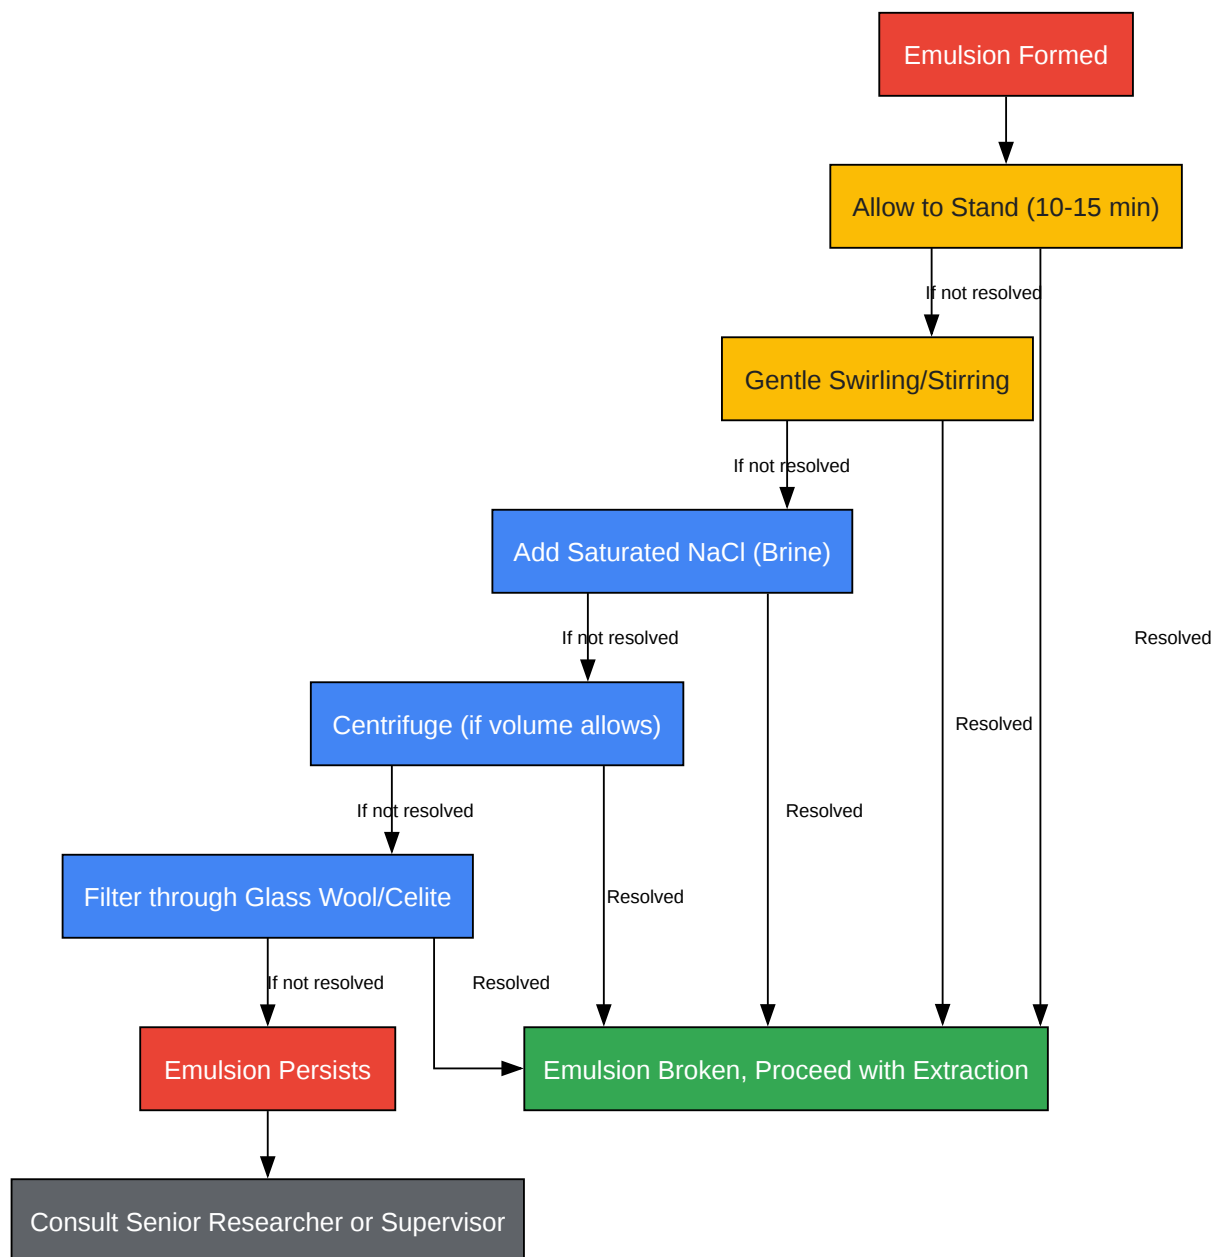 Emulsion Formed
Allow to Stand (10-15 min)
If not resolved
Gentle Swirling/Stirring
If not resolved
Add Saturated NaCl (Brine)
If not resolved
Resolved
Centrifuge (if volume allows)
Resolved
If not resolved
Resolved
Filter through Glass Wool/Celite
Resolved
If not resolved
Resolved
Emulsion Persists
Emulsion Broken, Proceed with Extraction
Consult Senior Researcher or Supervisor